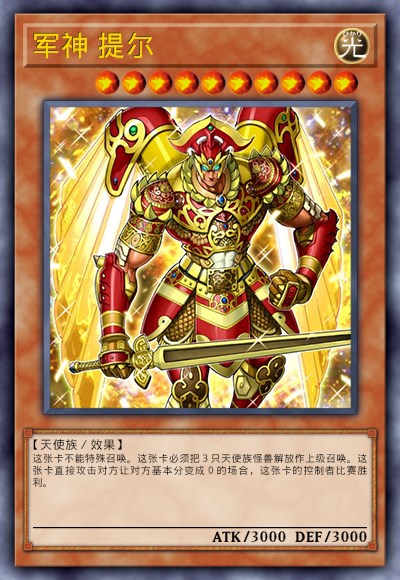 军神 提尔
光
【天使族／效果】
这张卡不能特殊召唤。这张卡必须把３只天使族怪兽解放作上级召唤。这
张卡直接攻击对方让对方基本分变成０的场合，这张卡的控制者比赛胜
利。
ATK/3000 DEF/3000